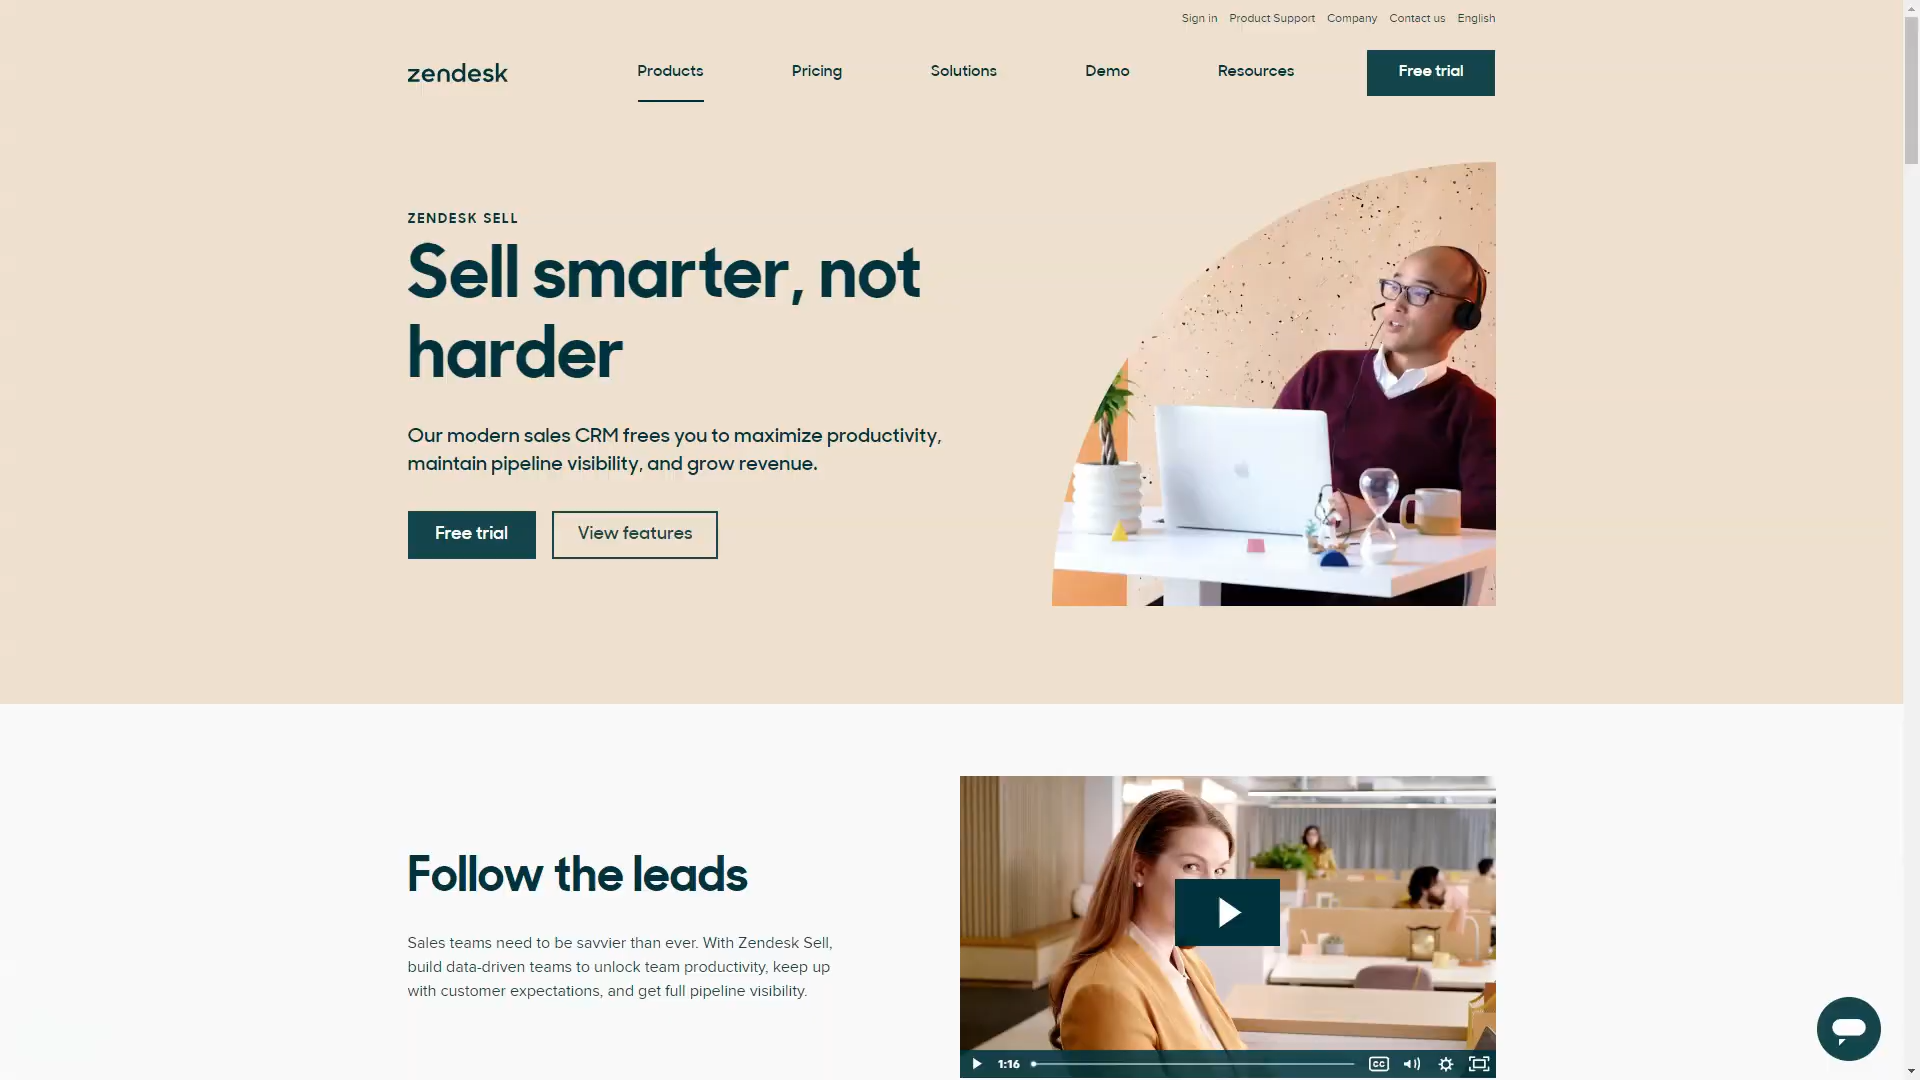 Sign in Product Support Company Contact us English
zendesk Products Pricing Solutions Demo Resources Free trial
ZENDESK SELL
Sell smarter, not
harder
Our modern sales CRM frees you to maximize productivity,
maintain pipeline visibility, and grow revenue.
Free trial View features
Follow the leads
Sales teams need to be savvier than ever. With Zendesk Sell,
build data-driven teams to unlock team productivity, keep up
with customer expectations, and get full pipeline visibility.
1:16 CC